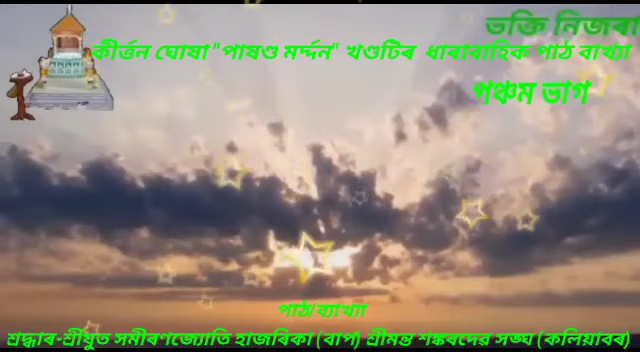 ভক্তি নিজৰা
কীৰ্ত্তন ঘোষা "পাষণ্ড মৰ্দ্দন" খণ্ডটিৰ ধাৰাবাহিক পাঠ বাখ্যা
পঞ্চম ভাগ
পাঠ/ব্যাখ্যা
শ্ৰদ্ধাৰ-শ্ৰীযুত সমীৰণজ্যোতি হাজৰিকা (বাপ) শ্ৰীমন্ত শঙ্কৰদেৱ সঙ্ঘ (কলিয়াবৰ)